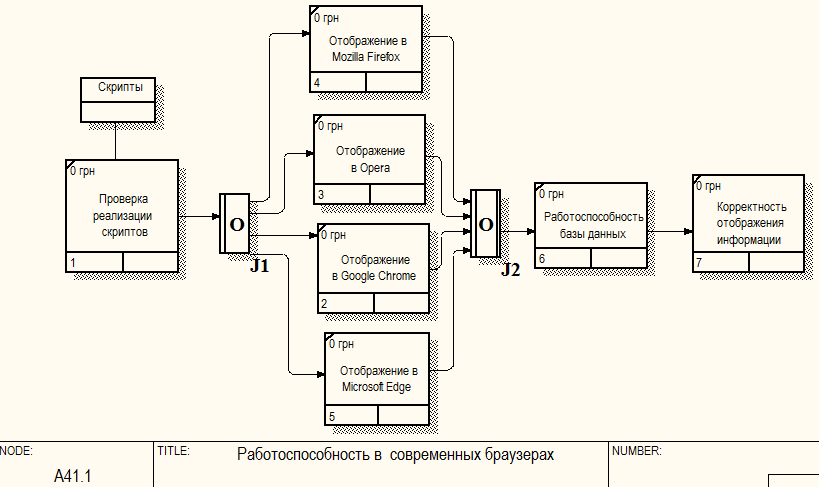 0 грн
Отображение в
Mozilla Firefox
4
Скрипты
0 грн
Проверка
реализации
скриптов
1
O
J1
0 грн
Отображение
в Opera
3
0 грн
Отображение
в Google Chrome
2
0 грн
Отображение в
Microsoft Edge
5
O
J2
0 грн
Работоспособность
базы данных
6
0 грн
Корректность
отображения
информации
7
NODE:
A41.1
TITLE:
Работоспособность в современных браузерах
NUMBER: